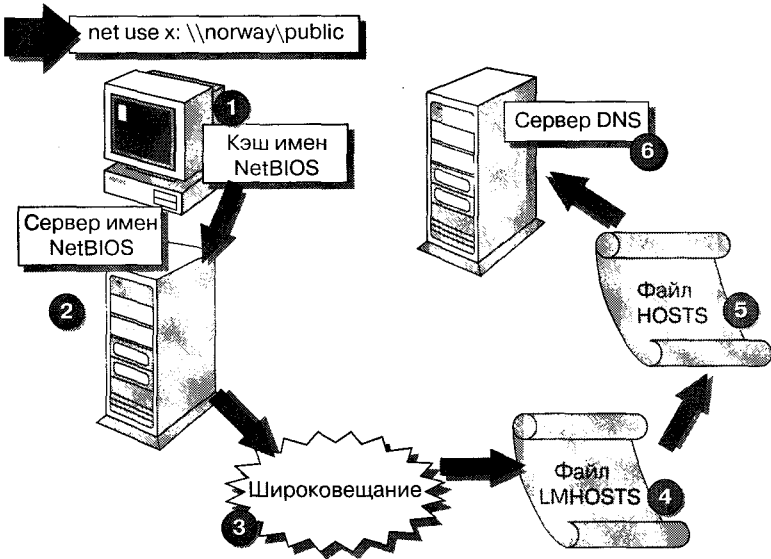 net use x: \\norway\public
1
Кэш имен
NetBIOS
Сервер имен
NetBIOS
2
Широковещание
3
Файл
LMHOSTS
4
Файл
HOSTS
5
Сервер DNS
6